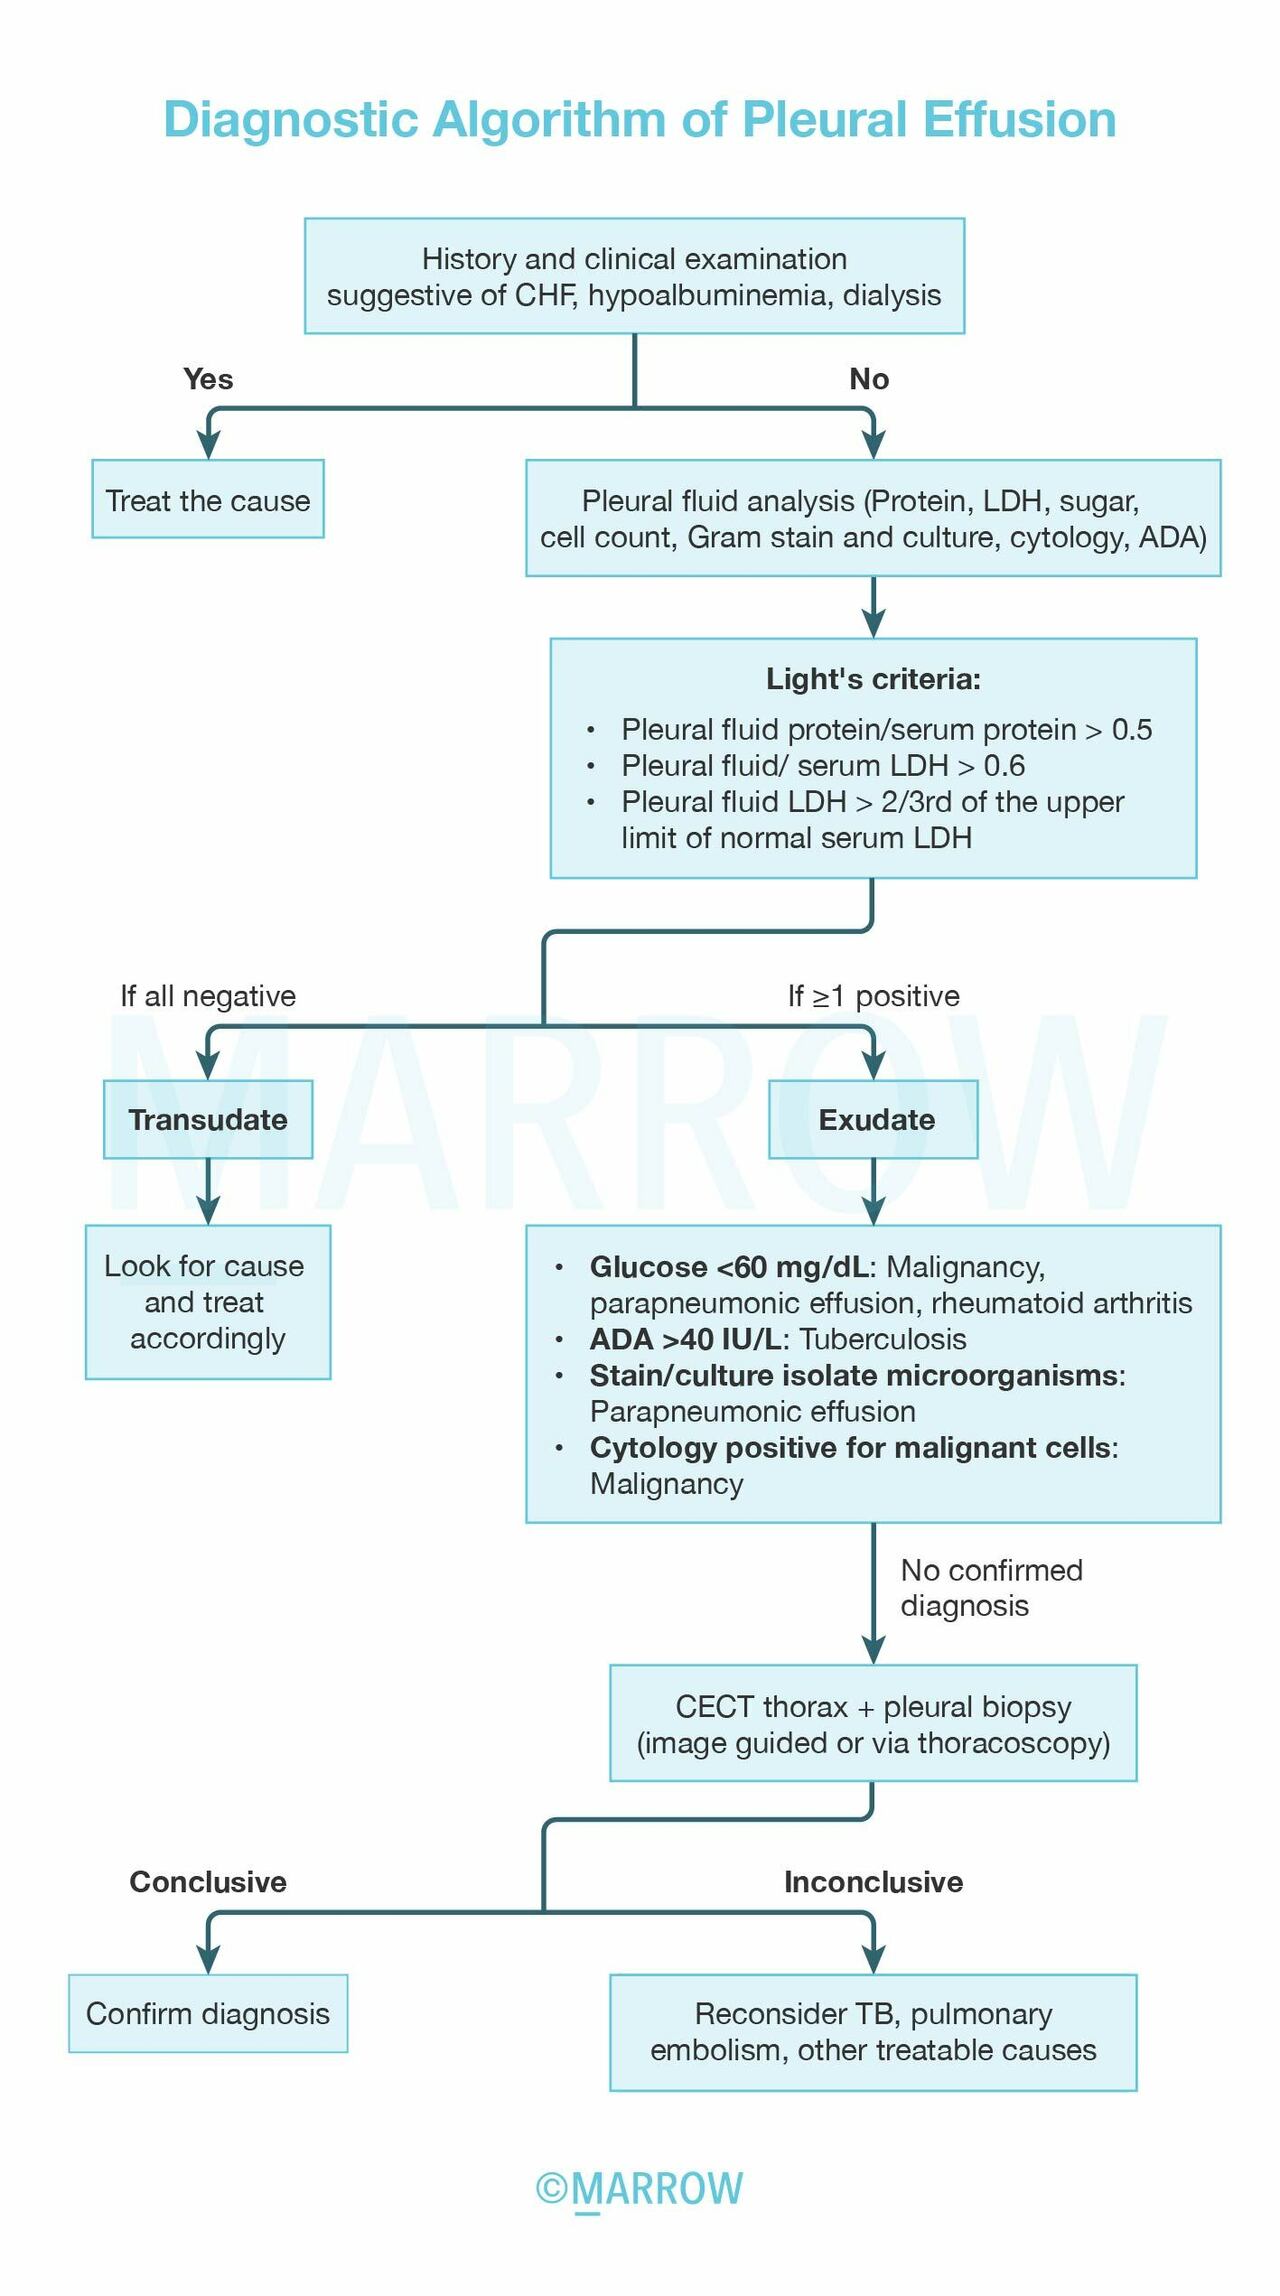 Diagnostic Algorithm of Pleural Effusion
History and clinical examination
suggestive of CHF, hypoalbuminemia, dialysis
Yes
No
Treat the cause
Pleural fluid analysis (Protein, LDH, sugar,
cell count, Gram stain and culture, cytology, ADA)
Light's criteria:
• Pleural fluid protein/serum protein > 0.5
• Pleural fluid/ serum LDH > 0.6
• Pleural fluid LDH > 2/3rd of the upper
limit of normal serum LDH
If all negative
If ≥1 positive
MARROW
Transudate
Exudate
Look for cause
and treat
accordingly
• Glucose <60 mg/dL: Malignancy,
parapneumonic effusion, rheumatoid arthritis
• ADA >40 IU/L: Tuberculosis
• Stain/culture isolate microorganisms:
Parapneumonic effusion
• Cytology positive for malignant cells:
Malignancy
No confirmed
diagnosis
CECT thorax + pleural biopsy
(image guided or via thoracoscopy)
Conclusive
Inconclusive
Confirm diagnosis
Reconsider TB, pulmonary
embolism, other treatable causes
©MARROW